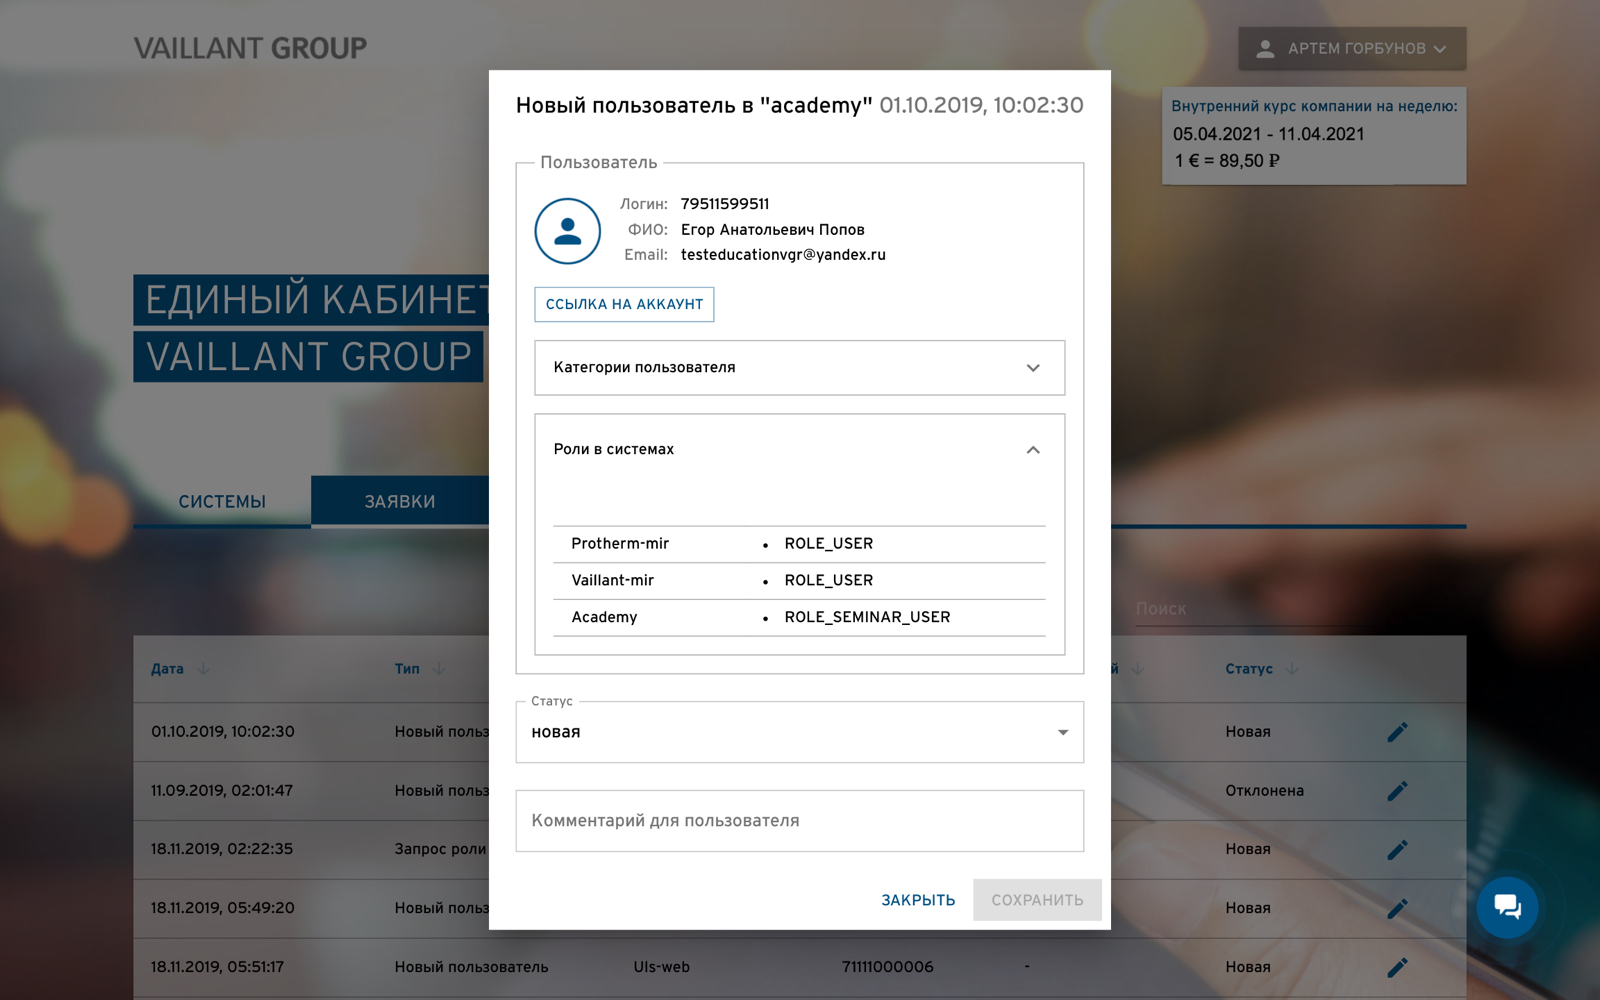 VAILLANT GROUP
АРТЕМ ГОРБУНОВ
Внутренний курс компании на неделю:
05.04.2021 - 11.04.2021
1 € = 89,50 ₽
ЕДИНЫЙ КАБИНЕТ
VAILLANT GROUP
СИСТЕМЫ
ЗАЯВКИ
Новый пользователь в "academy" 01.10.2019, 10:02:30
Пользователь
Логин: 79511599511
ФИО: Егор Анатольевич Попов
Email: testeducationvgr@yandex.ru
ССЫЛКА НА АККАУНТ
Категории пользователя
Роли в системах
Protherm-mir • ROLE_USER
Vaillant-mir • ROLE_USER
Academy • ROLE_SEMINAR_USER
Статус
новая
Комментарий для пользователя
ЗАКРЫТЬ
СОХРАНИТЬ
Поиск
Дата Тип й Статус
01.10.2019, 10:02:30 Новый польз Новая
11.09.2019, 02:01:47 Новый польз Отклонена
18.11.2019, 02:22:35 Запрос роли Новая
18.11.2019, 05:49:20 Новый польз Новая
18.11.2019, 05:51:17 Новый пользователь Uls-web 71111000006 - Новая